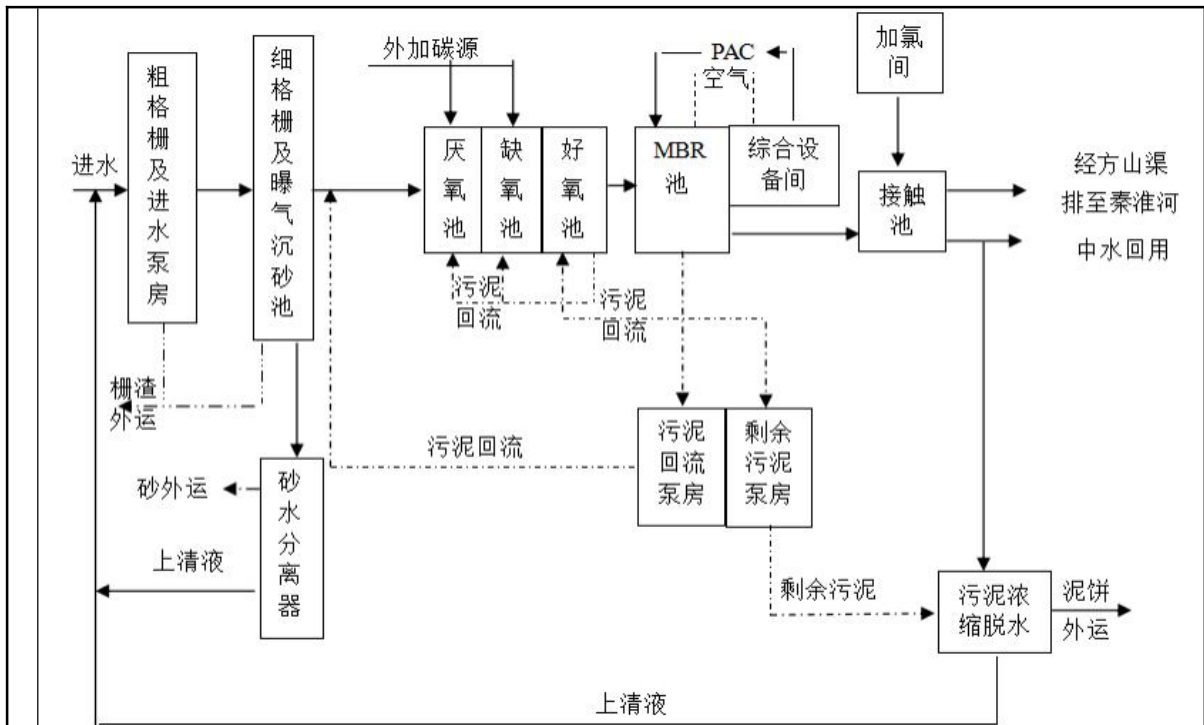 进水
粗格栅及进水泵房
细格栅及曝气沉砂池
外加碳源
厌氧池
缺氧池
好氧池
PAC
空气
MBR
池
综合设
备间
加氯
间
接触
池
经方山渠
排至秦淮河
中水回用
污泥
回流
污泥
回流
栅渣
外运
污泥回流
污泥
回流
泵房
剩余
污泥
泵房
砂外运
砂水分离器
上清液
剩余污泥
污泥浓
缩脱水
泥饼
外运
上清液